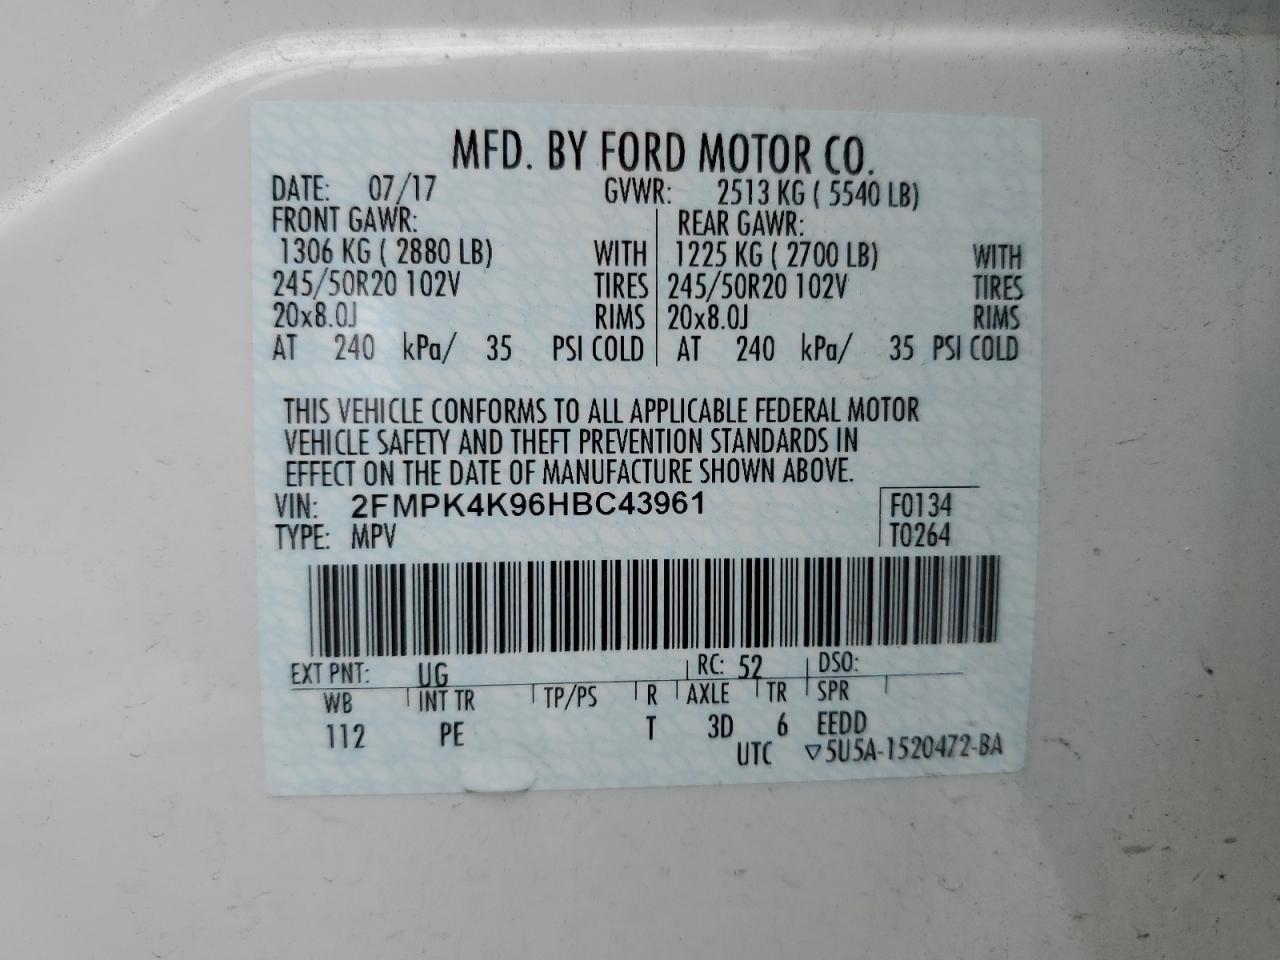 MFD. BY FORD MOTOR CO.
DATE: 07/17 GVWR: 2513 KG ( 5540 LB)
FRONT GAWR: REAR GAWR:
1306 KG ( 2880 LB) WITH 1225 KG ( 2700 LB) WITH
245/50R20 102V TIRES 245/50R20 102V TIRES
20x8.0J RIMS 20x8.0J RIMS
AT 240 kPa/ 35 PSI COLD AT 240 kPa/ 35 PSI COLD
THIS VEHICLE CONFORMS TO ALL APPLICABLE FEDERAL MOTOR
VEHICLE SAFETY AND THEFT PREVENTION STANDARDS IN
EFFECT ON THE DATE OF MANUFACTURE SHOWN ABOVE.
VIN: 2FMPK4K96HBC43961 F0134
TYPE: MPV T0264
EXT PNT: UG RC: 52 DSO:
WB INT TR TP/PS R AXLE TR SPR
112 PE T 3D 6 EEDD
UTC ▽5U5A-1520472-BA